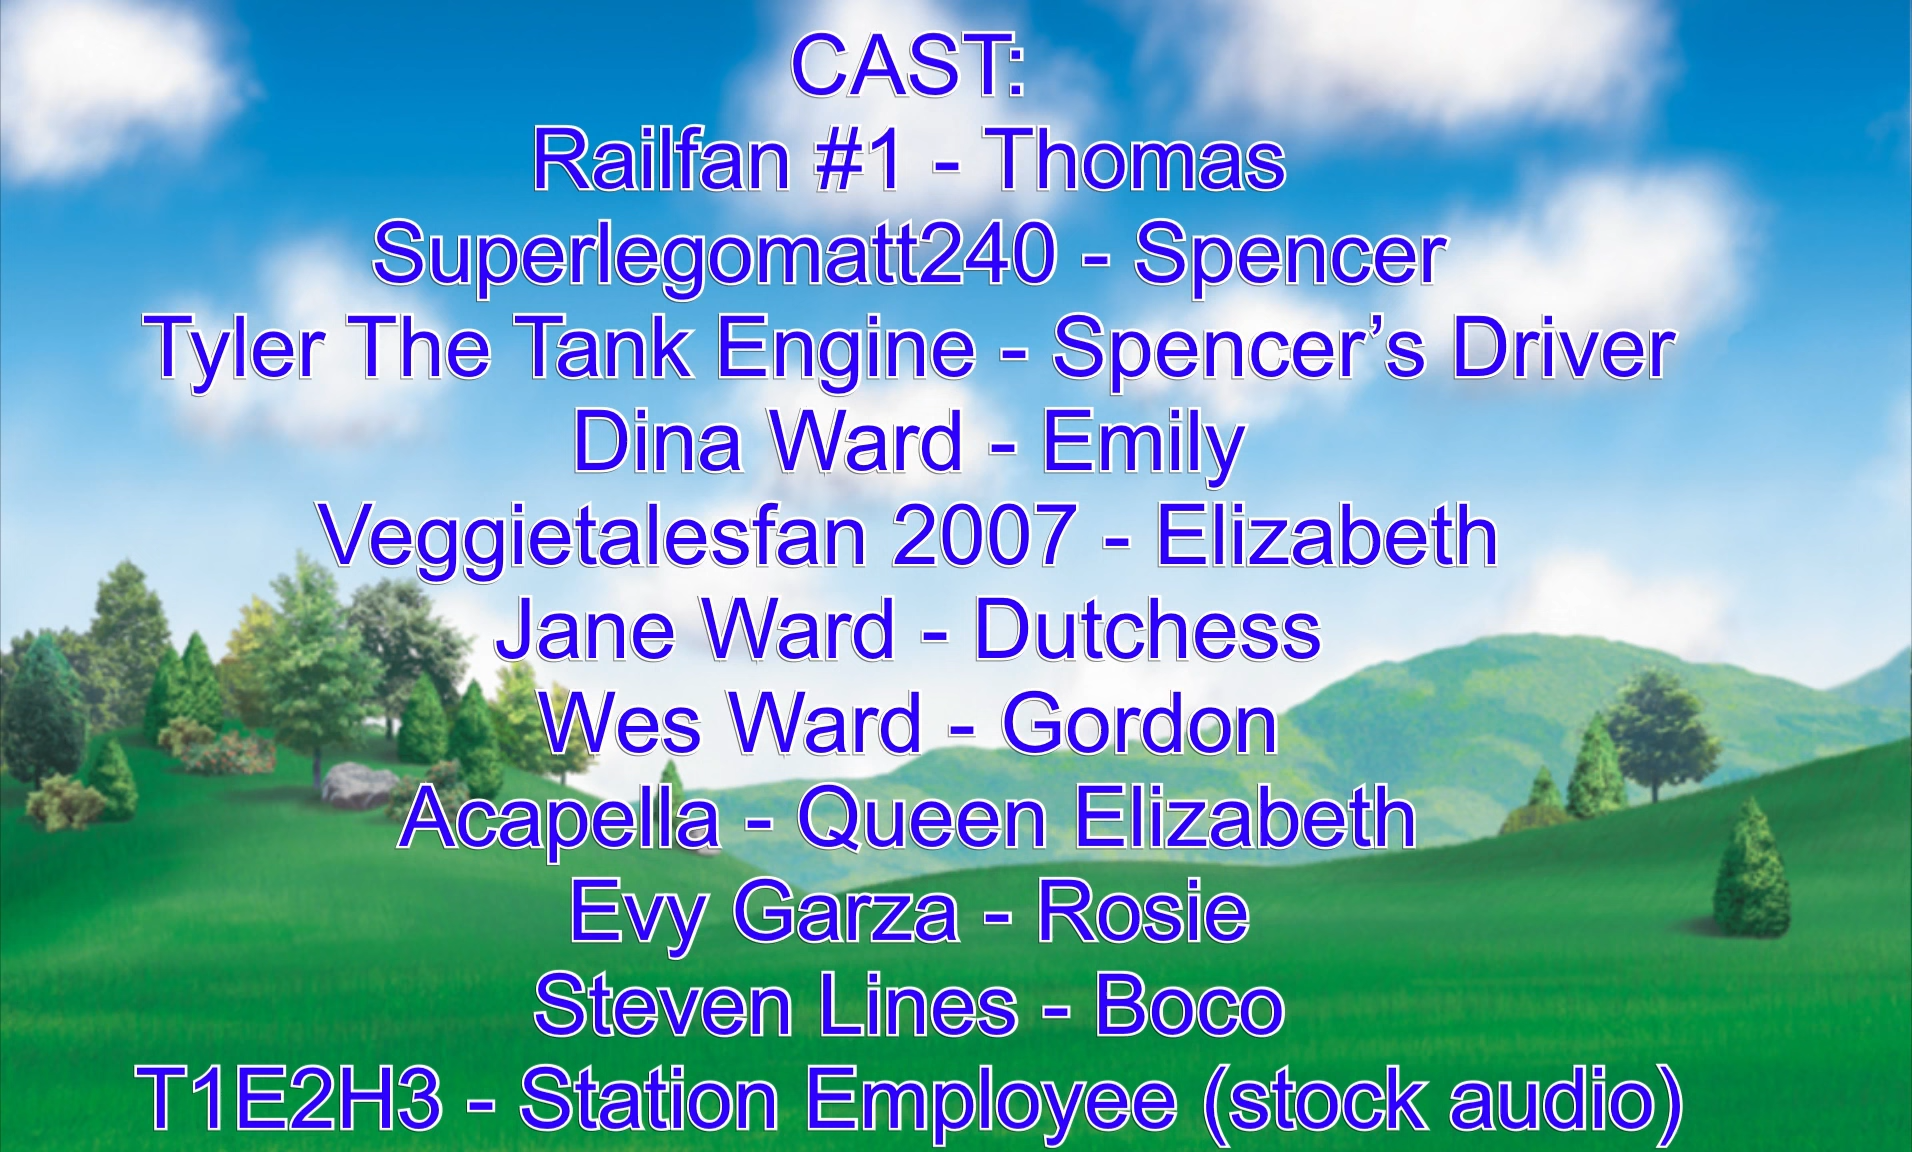 CAST:
Railfan #1 - Thomas
Superlegomatt240 - Spencer
Tyler The Tank Engine - Spencer’s Driver
Dina Ward - Emily
Veggietalesfan 2007 - Elizabeth
Jane Ward - Dutchess
Wes Ward - Gordon
Acapella - Queen Elizabeth
Evy Garza - Rosie
Steven Lines - Boco
T1E2H3 - Station Employee (stock audio)